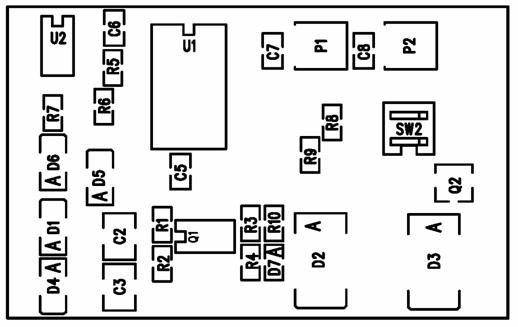 U2
C6
U1
C7
P1
C8
P2
R5
R6
R7
R8
SW2
R9
D6
A
D5
A
C5
Q2
D1
A
C2
R1
Q1
R3
R10
A
D2
A
D3
D4
A
C3
R2
R4
D7
A